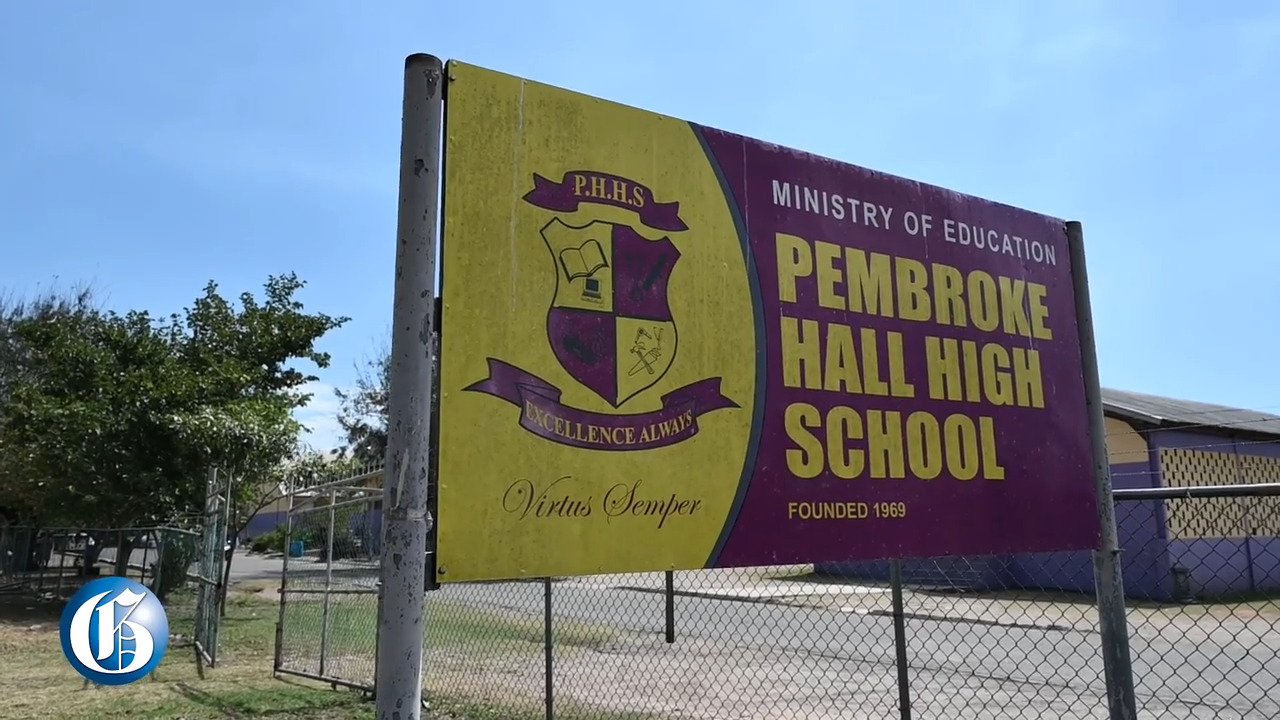 P.H.H.S
EXCELLENCE ALWAYS
Virtus Semper
MINISTRY OF EDUCATION
PEMBROKE
HALL HIGH
SCHOOL
FOUNDED 1969
G